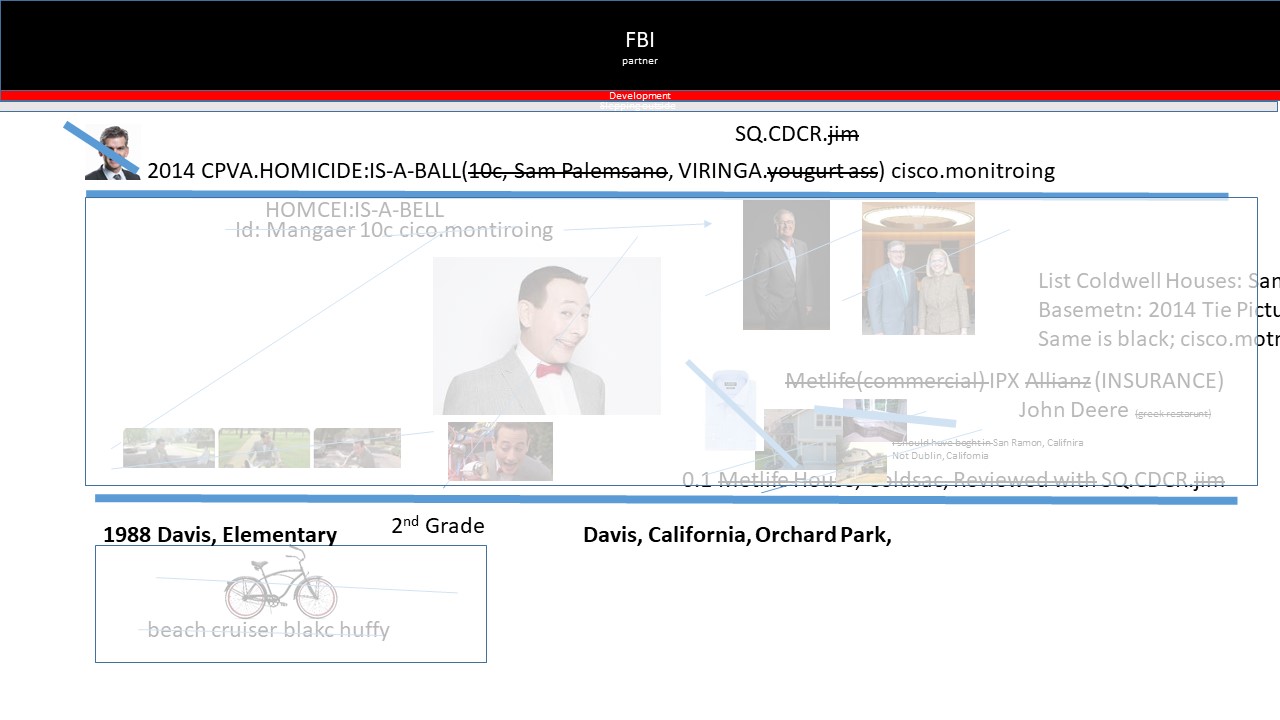 FBI
partner
Development
SQ.CDCR.jim
2014 CPVA.HOMICIDE:IS-A-BALL(10c, Sam Palemsano, VIRINGA.yougurt ass) cisco.monitroing
HOMCEI:IS-A-BELL
Id: Mangaer 10c cico.montiroing
List Coldwell Houses: San
Basemetn: 2014 Tie Pictu
Same is black; cisco.motr
Metlife(commercial) IPX Allianz (INSURANCE)
John Deere (greek restarunt)
I should have boght in San Ramon, Califnira
Not Dublin, California
0.1 Metlife House, Coldsac, Reviewed with SQ.CDCR.jim
1988 Davis, Elementary
2nd Grade
Davis, California, Orchard Park,
beach cruiser blakc huffy